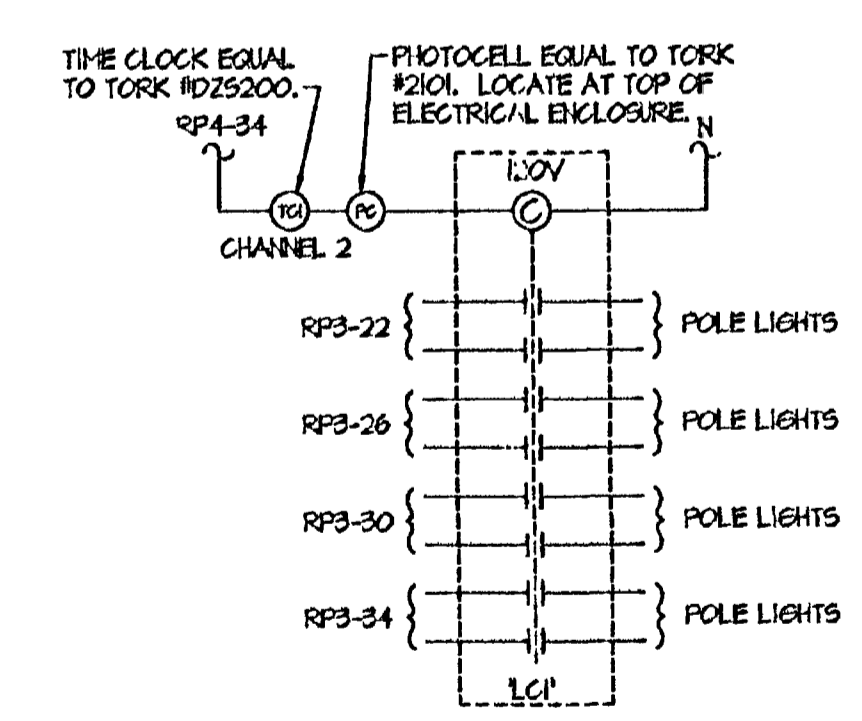 TIME CLOCK EQUAL
TO TORK #DZS200.
PHOTOCELL EQUAL TO TORK
#2101. LOCATE AT TOP OF
ELECTRICAL ENCLOSURE.
RP4-34
N
TC1
PC
C
CHANNEL 2
RP3-22
POLE LIGHTS
RP3-26
POLE LIGHTS
RP3-30
POLE LIGHTS
RP3-34
POLE LIGHTS
'LC1'